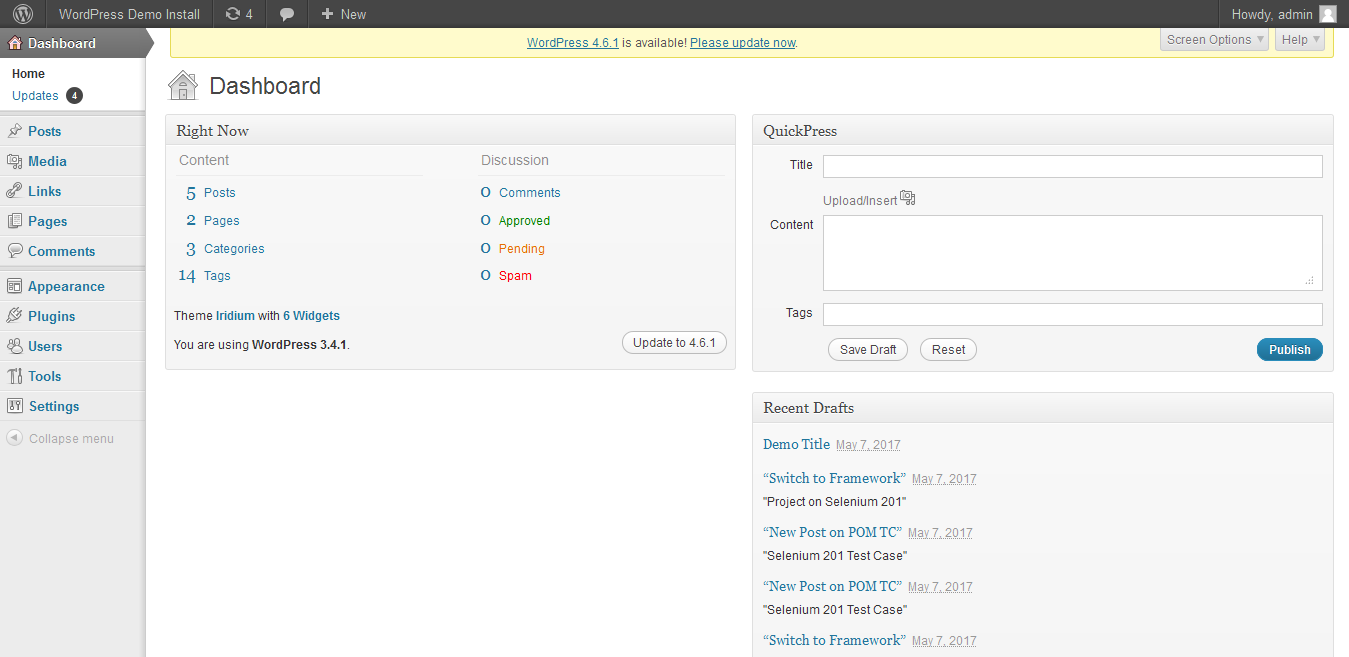 WordPress Demo Install 4 + New Howdy, admin
WordPress 4.6.1 is available! Please update now.
Screen Options Help
Dashboard
Home
Updates 4
Posts
Media
Links
Pages
Comments
Appearance
Plugins
Users
Tools
Settings
Collapse menu
Dashboard
Right Now
Content
5 Posts
2 Pages
3 Categories
14 Tags
Discussion
0 Comments
0 Approved
0 Pending
0 Spam
Theme Iridium with 6 Widgets
You are using WordPress 3.4.1.
Update to 4.6.1
QuickPress
Title
Upload/Insert
Content
Tags
Save Draft Reset Publish
Recent Drafts
Demo Title May 7, 2017
“Switch to Framework” May 7, 2017
"Project on Selenium 201"
“New Post on POM TC” May 7, 2017
"Selenium 201 Test Case"
“New Post on POM TC” May 7, 2017
"Selenium 201 Test Case"
“Switch to Framework” May 7, 2017